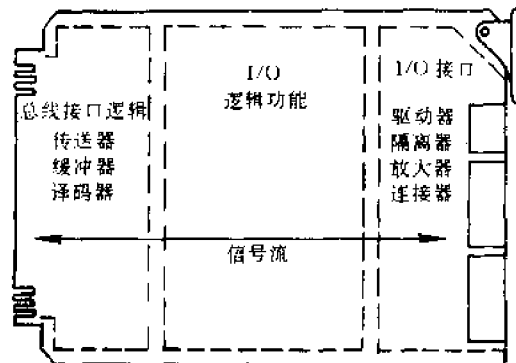 总线接口逻辑
传送器
缓冲器
译码器
I/O
逻辑功能
I/O 接口
驱动器
隔离器
放大器
连接器
信号流